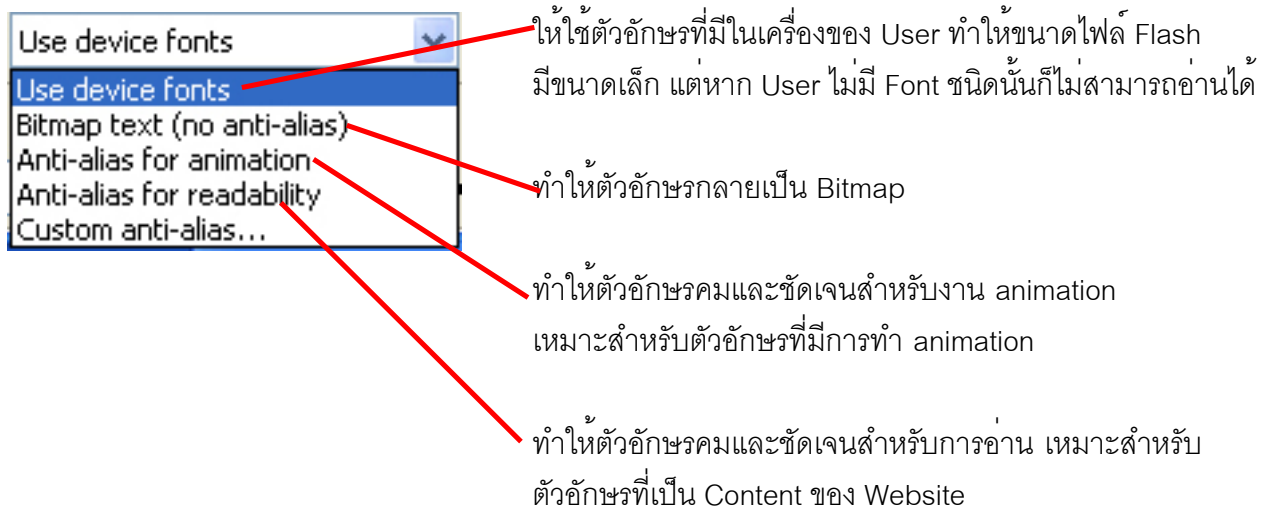 Use device fonts
Use device fonts
Bitmap text (no anti-alias)
Anti-alias for animation
Anti-alias for readability
Custom anti-alias...
ให้ใช้ตัวอักษรที่มีในเครื่องของ User ทำให้ขนาดไฟล์ Flash
มีขนาดเล็ก แต่หาก User ไม่มี Font ชนิดนั้นก็ไม่สามารถอ่านได้
ทำให้ตัวอักษรกลายเป็น Bitmap
ทำให้ตัวอักษรคมและชัดเจนสำหรับงาน animation
เหมาะสำหรับตัวอักษรที่มีการทำ animation
ทำให้ตัวอักษรคมและชัดเจนสำหรับการอ่าน เหมาะสำหรับ
ตัวอักษรที่เป็น Content ของ Website